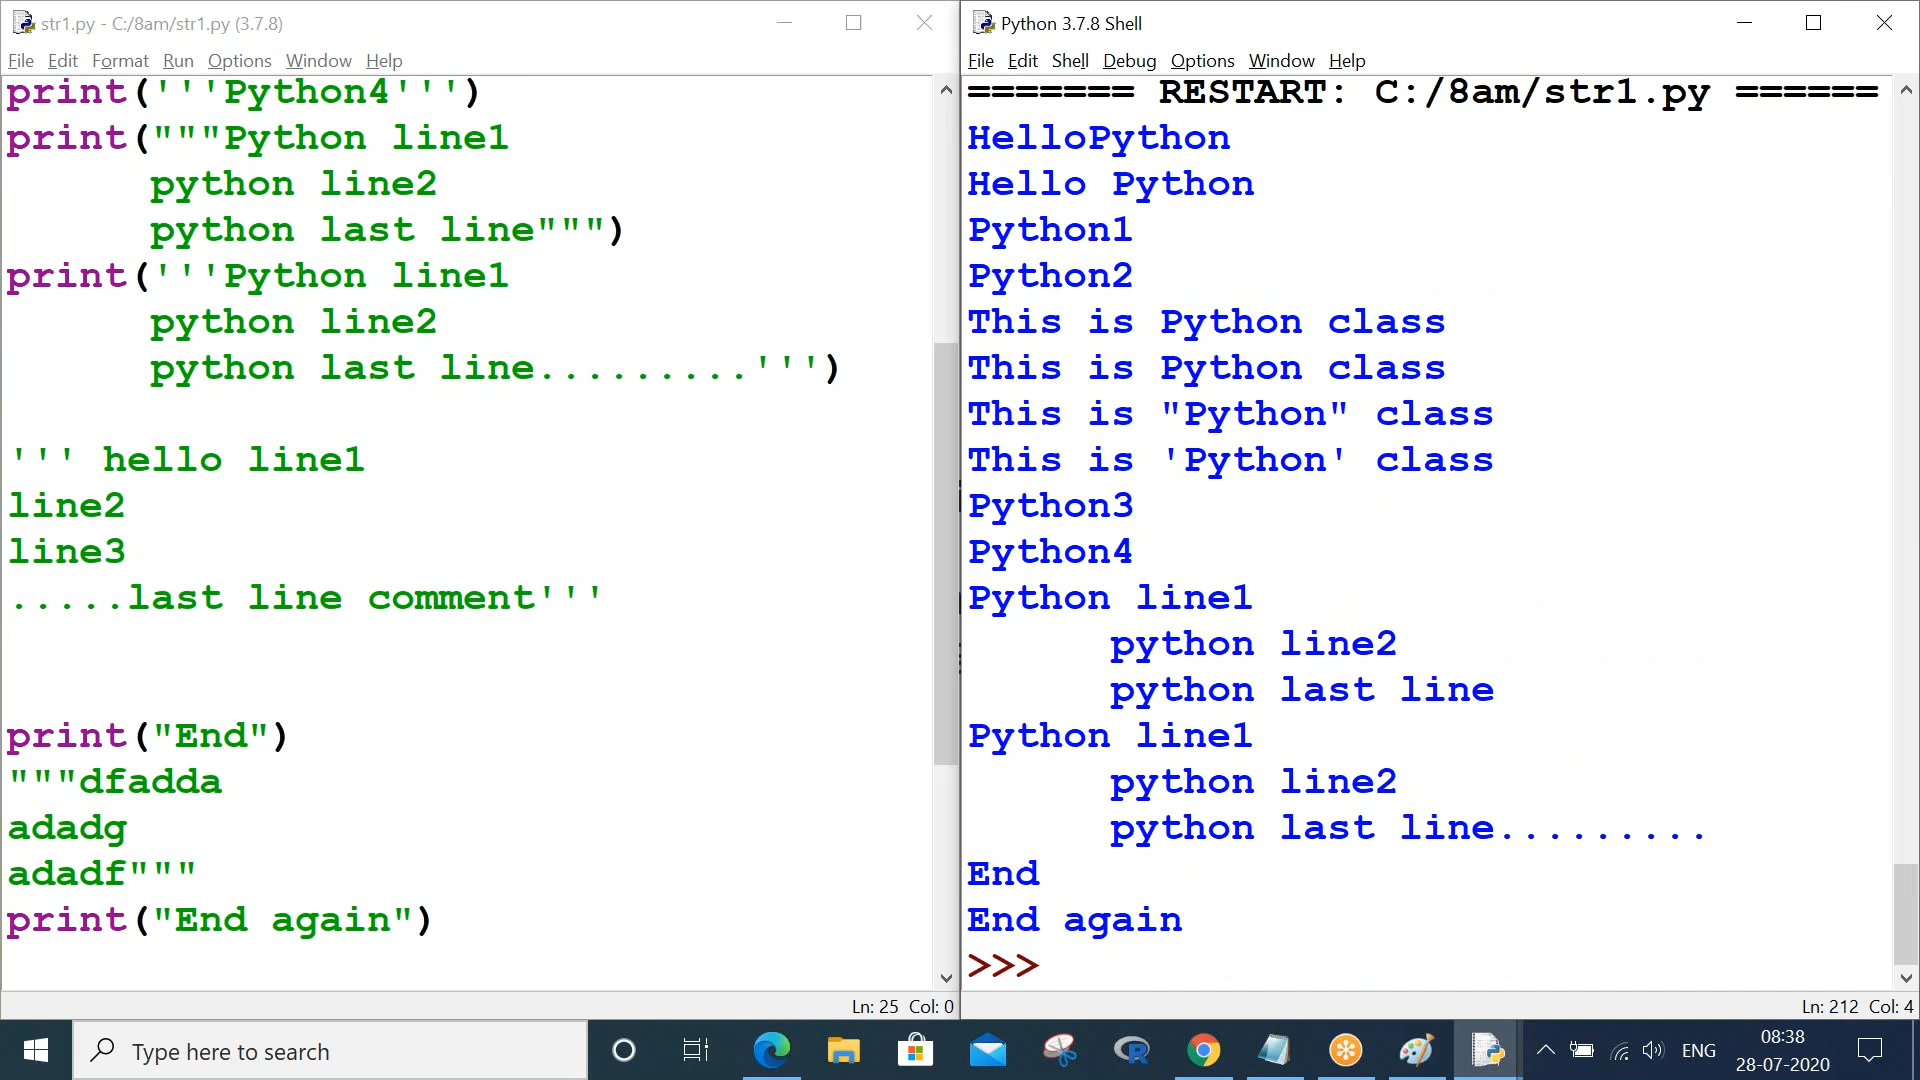 str1.py - C:/8am/str1.py (3.7.8)
File Edit Format Run Options Window Help
print('''Python4''')
print("""Python line1
      python line2
      python last line""")
print('''Python line1
      python line2
      python last line.........''')
''' hello line1
line2
line3
.....last line comment'''
print("End")
"""dfadda
adadg
adadf"""
print("End again")
Ln: 25 Col: 0
Python 3.7.8 Shell
File Edit Shell Debug Options Window Help
======= RESTART: C:/8am/str1.py ======
HelloPython
Hello Python
Python1
Python2
This is Python class
This is Python class
This is "Python" class
This is 'Python' class
Python3
Python4
Python line1
      python line2
      python last line
Python line1
      python line2
      python last line.........
End
End again
>>>
Ln: 212 Col: 4
Type here to search
R
ENG
08:38
28-07-2020